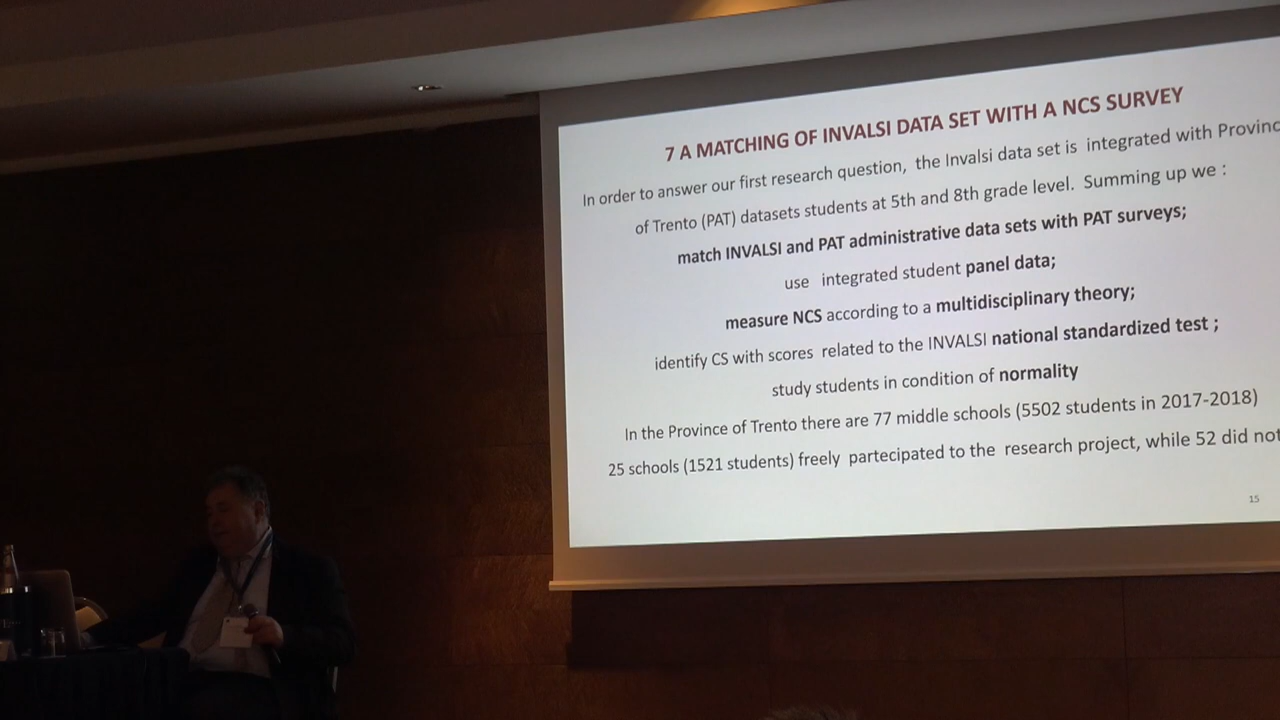 7 A MATCHING OF INVALSI DATA SET WITH A NCS SURVEY
In order to answer our first research question, the Invalsi data set is integrated with Provinc
of Trento (PAT) datasets students at 5th and 8th grade level. Summing up we :
match INVALSI and PAT administrative data sets with PAT surveys;
use integrated student panel data;
measure NCS according to a multidisciplinary theory;
identify CS with scores related to the INVALSI national standardized test ;
study students in condition of normality
In the Province of Trento there are 77 middle schools (5502 students in 2017-2018)
25 schools (1521 students) freely partecipated to the research project, while 52 did not
15